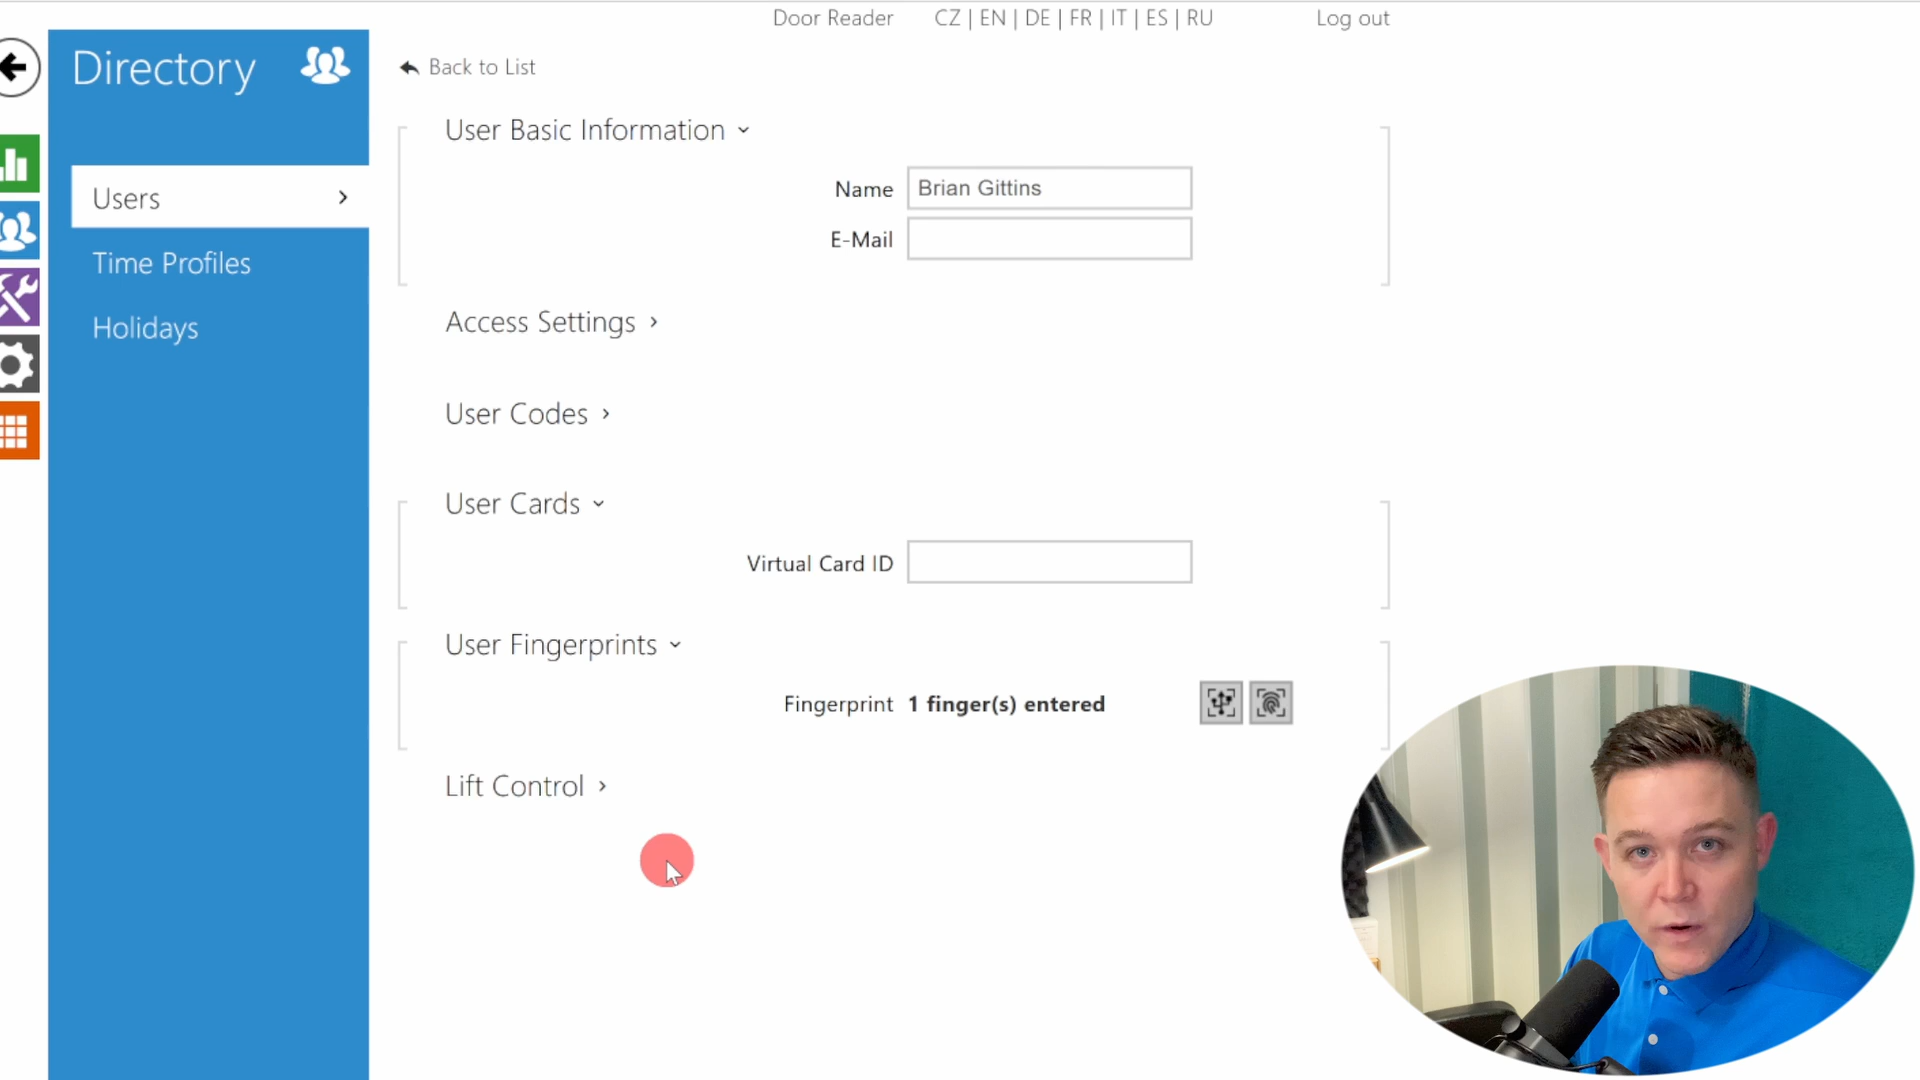 Door Reader CZ | EN | DE | FR | IT | ES | RU Log out
Directory
Back to List
User Basic Information
Name Brian Gittins
E-Mail
Users
Time Profiles
Holidays
Access Settings
User Codes
User Cards
Virtual Card ID
User Fingerprints
Fingerprint 1 finger(s) entered
Lift Control